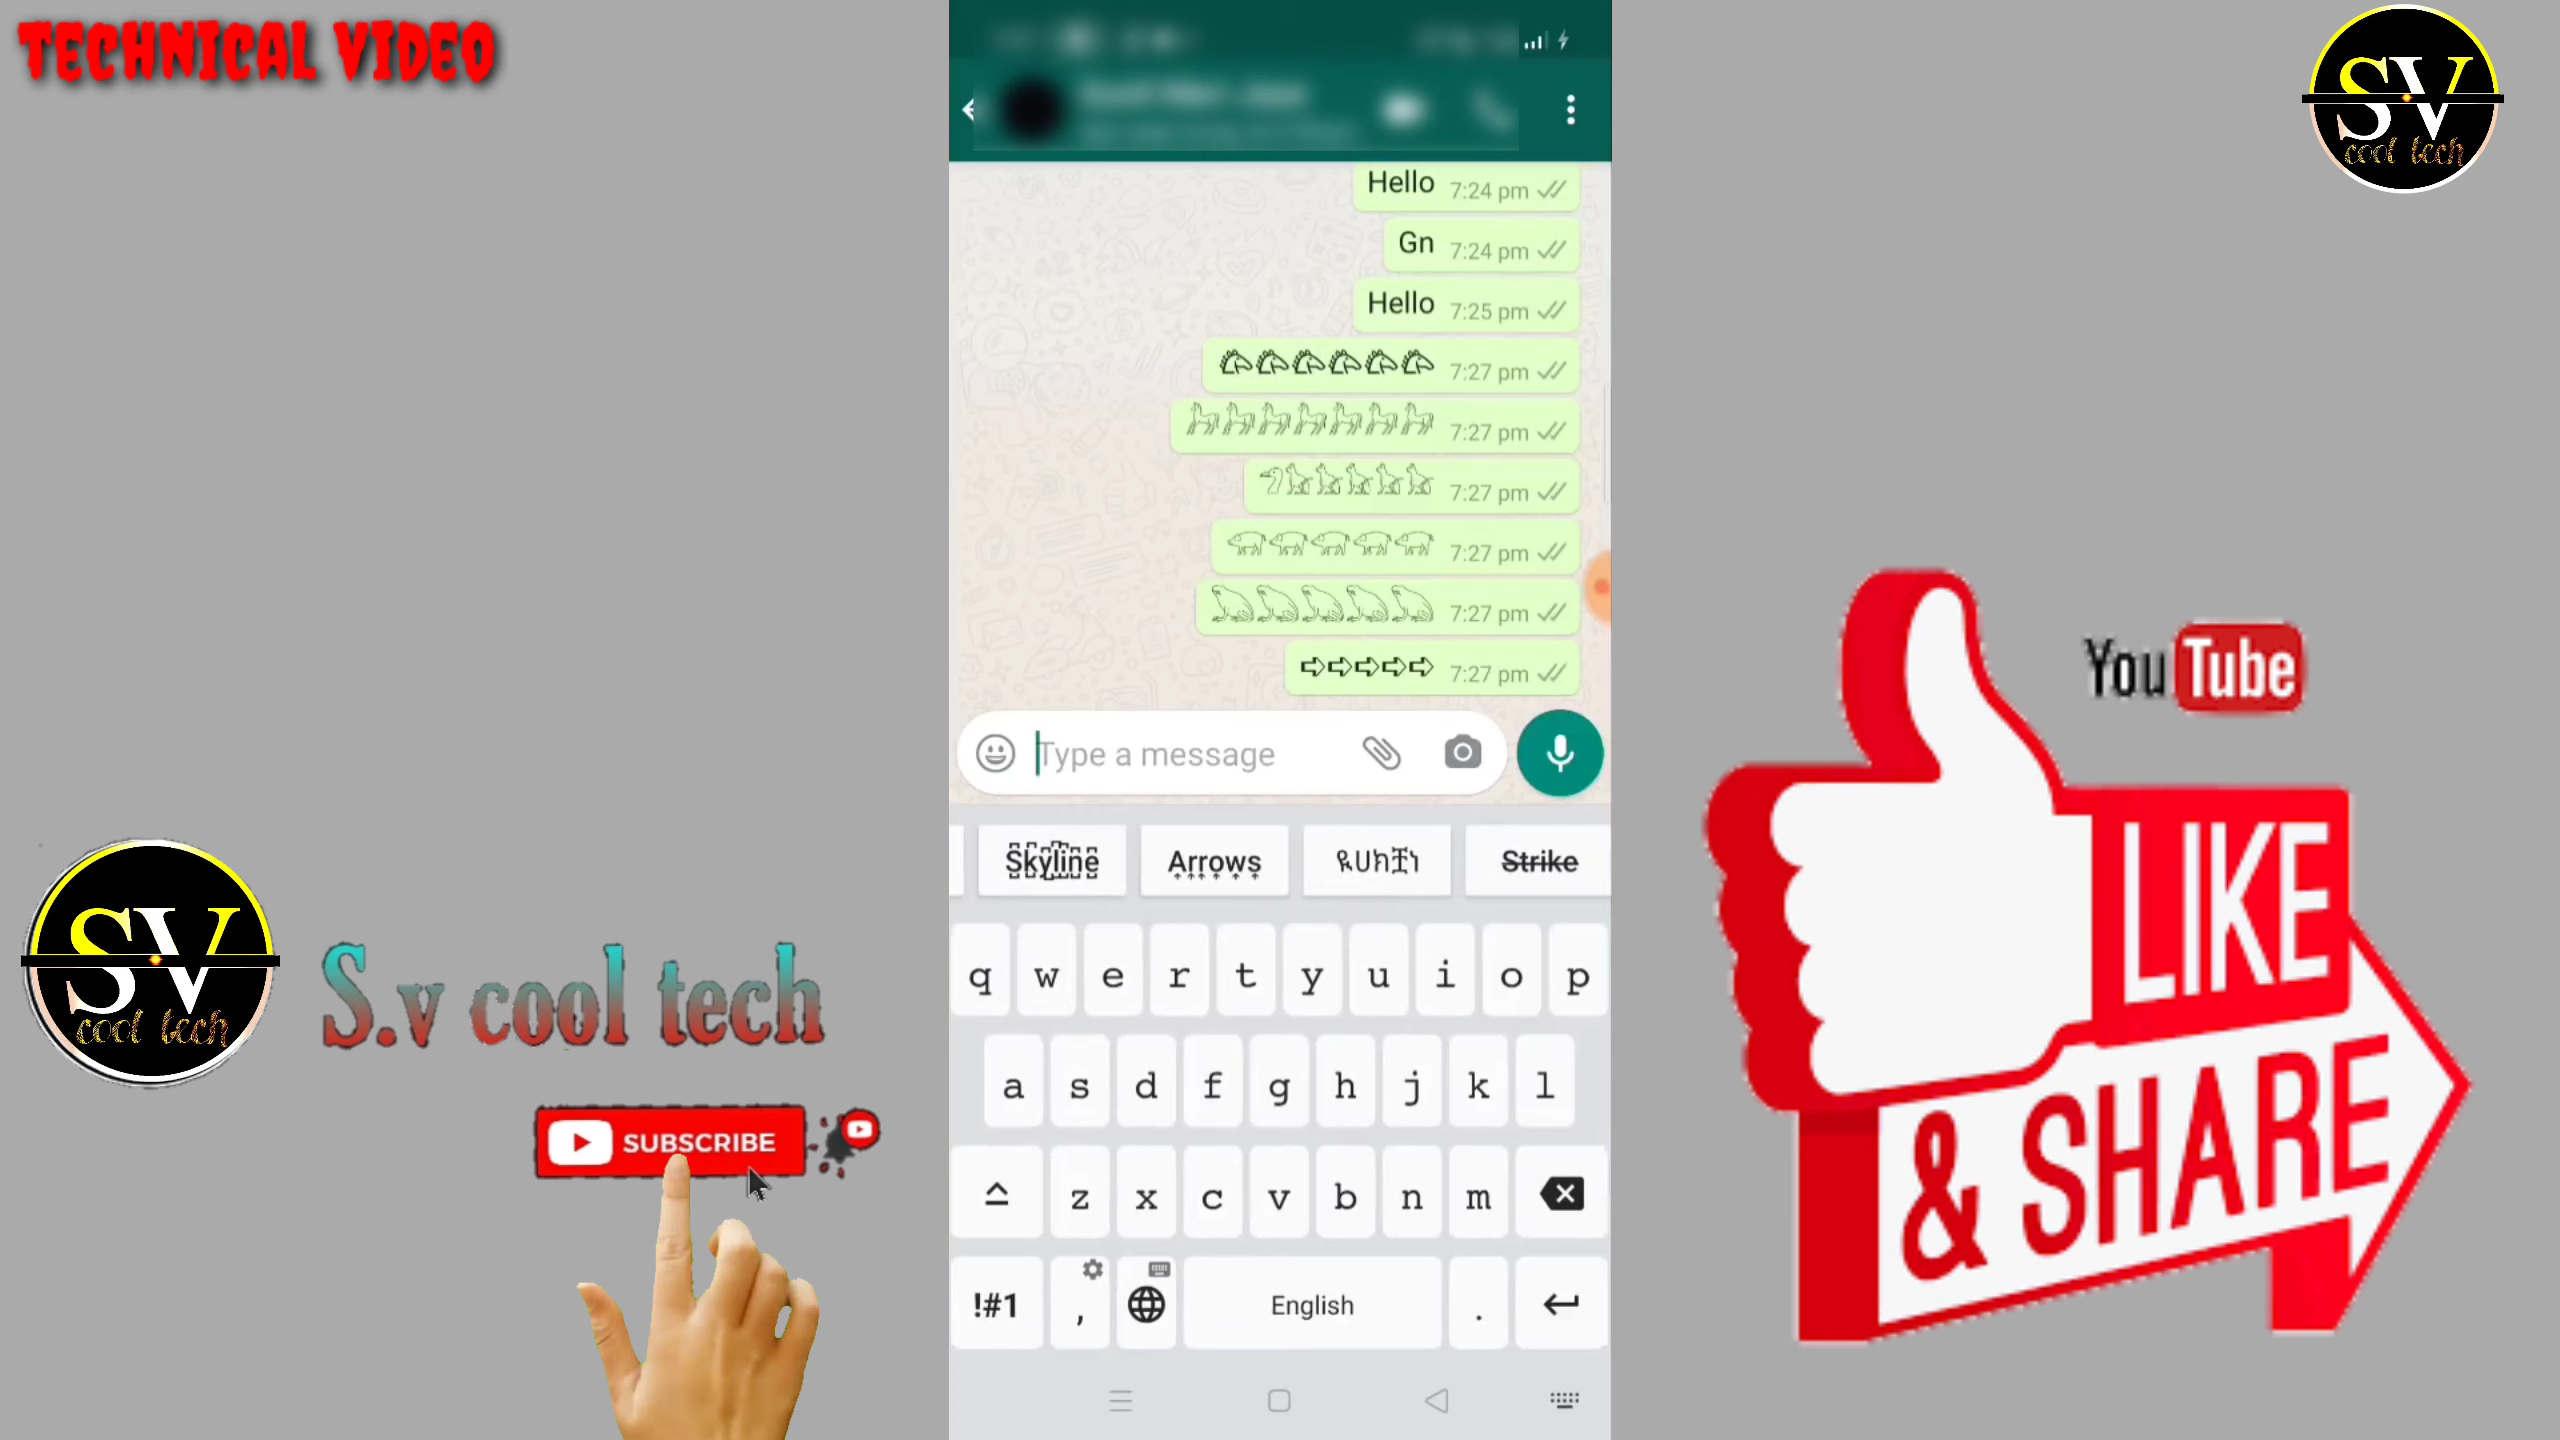 TECHNICAL VIDEO
SV
cool tech
Hello 7:24 pm
Gn 7:24 pm
Hello 7:25 pm
7:27 pm
7:27 pm
7:27 pm
7:27 pm
7:27 pm
⇨⇨⇨⇨⇨ 7:27 pm
Type a message
Skyline Arrows Strike
q w e r t y u i o p
a s d f g h j k l
z x c v b n m
!#1 , English .
SV
cool tech
S.v cool tech
SUBSCRIBE
YouTube
LIKE
& SHARE